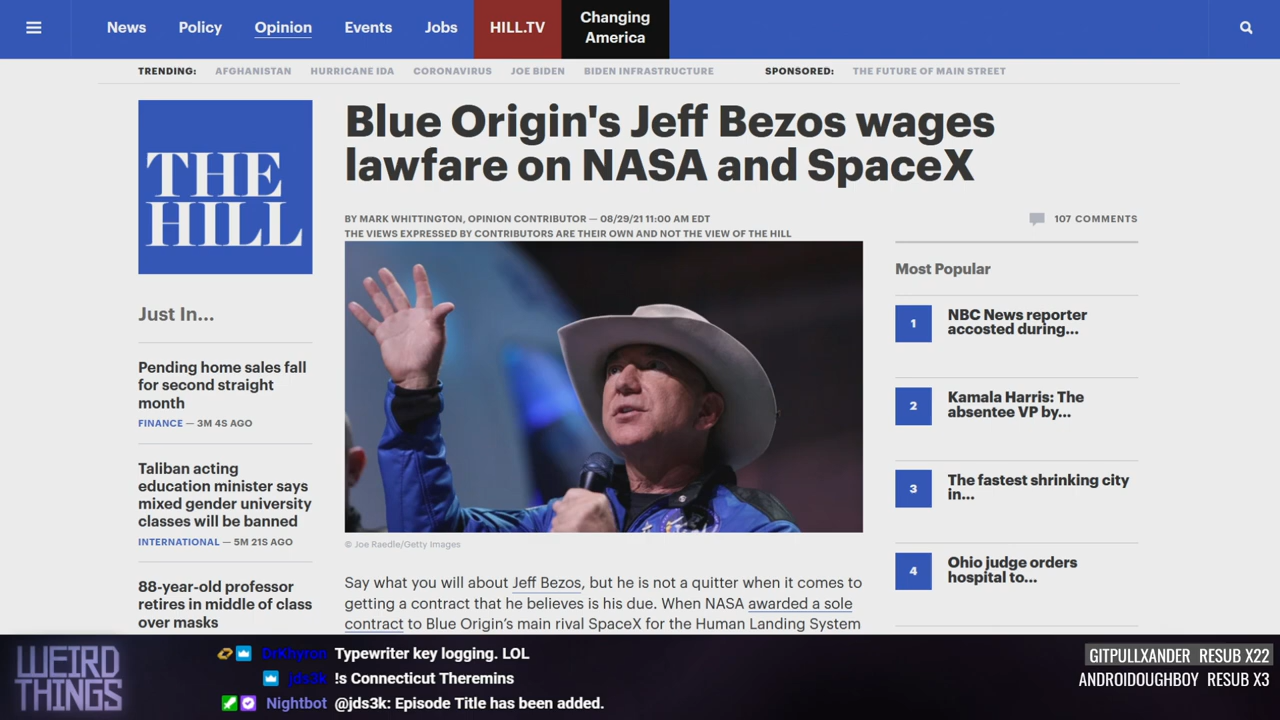 News Policy Opinion Events Jobs HILL.TV Changing America
TRENDING: AFGHANISTAN HURRICANE IDA CORONAVIRUS JOE BIDEN BIDEN INFRASTRUCTURE SPONSORED: THE FUTURE OF MAIN STREET
THE
HILL
Just In...
Pending home sales fall
for second straight
month
FINANCE — 3M 4S AGO
Taliban acting
education minister says
mixed gender university
classes will be banned
INTERNATIONAL — 5M 21S AGO
88-year-old professor
retires in middle of class
over masks
Blue Origin's Jeff Bezos wages
lawfare on NASA and SpaceX
BY MARK WHITTINGTON, OPINION CONTRIBUTOR — 08/29/21 11:00 AM EDT
107 COMMENTS
THE VIEWS EXPRESSED BY CONTRIBUTORS ARE THEIR OWN AND NOT THE VIEW OF THE HILL
© Joe Raedle/Getty Images
Say what you will about Jeff Bezos, but he is not a quitter when it comes to
getting a contract that he believes is his due. When NASA awarded a sole
contract to Blue Origin's main rival SpaceX for the Human Landing System
Most Popular
1 NBC News reporter
accosted during...
2 Kamala Harris: The
absentee VP by...
3 The fastest shrinking city
in...
4 Ohio judge orders
hospital to...
WEIRD
THINGS
DrKhyron Typewriter key logging. LOL
jds3k !s Connecticut Theremins
Nightbot @jds3k: Episode Title has been added.
GITPULLXANDER RESUB X22
ANDROIDOUGHBOY RESUB X3